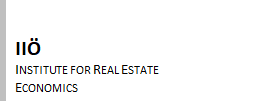 IIÖ
INSTITUTE FOR REAL ESTATE
ECONOMICS